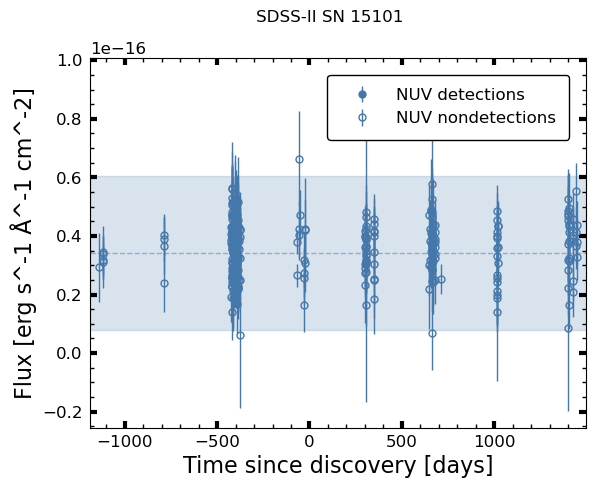 SDSS-II SN 15101
1e−16
NUV detections
NUV nondetections
1.0
0.8
0.6
0.4
0.2
0.0
−0.2
Flux [erg s^-1 Å^-1 cm^-2]
−1000 −500 0 500 1000
Time since discovery [days]